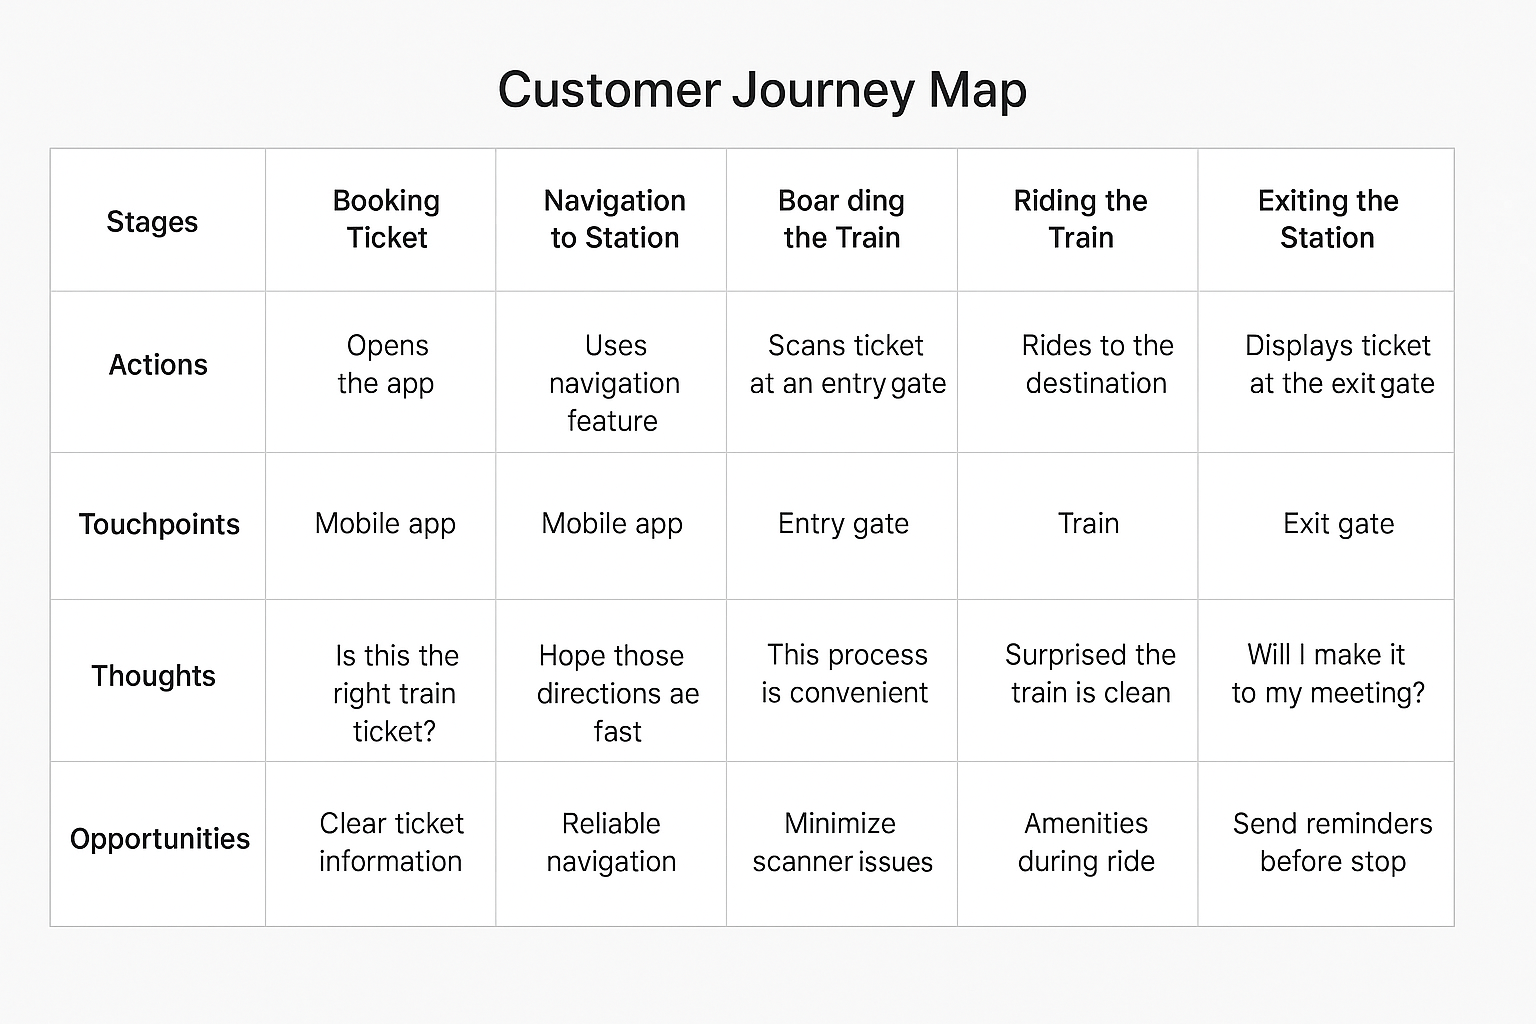 Customer Journey Map
Stages
Booking
Ticket
Navigation
to Station
Boar ding
the Train
Riding the
Train
Exiting the
Station
Actions
Opens
the app
Uses
navigation
feature
Scans ticket
at an entry gate
Rides to the
destination
Displays ticket
at the exit gate
Touchpoints
Mobile app
Mobile app
Entry gate
Train
Exit gate
Thoughts
Is this the
right train
ticket?
Hope those
directions ae
fast
This process
is convenient
Surprised the
train is clean
Will I make it
to my meeting?
Opportunities
Clear ticket
information
Reliable
navigation
Minimize
scanner issues
Amenities
during ride
Send reminders
before stop